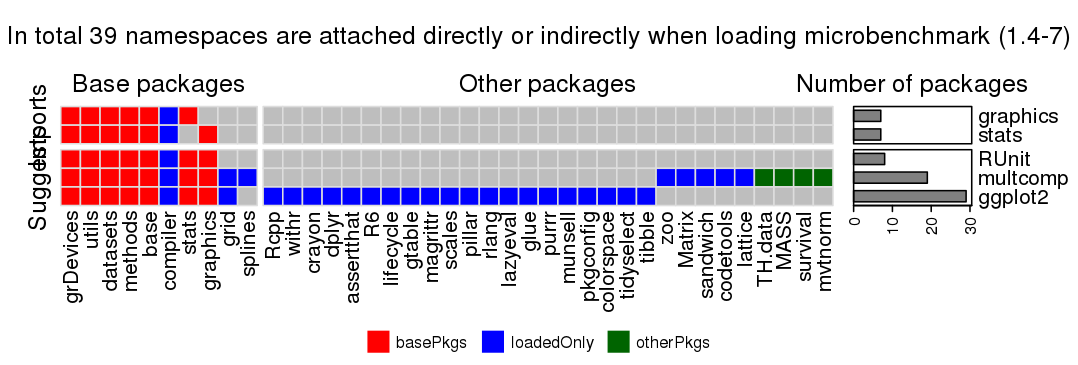 In total 39 namespaces are attached directly or indirectly when loading microbenchmark (1.4-7)
Base packages
Other packages
Number of packages
Imports
Suggests
graphics
stats
RUnit
multcomp
ggplot2
0
10
20
30
grDevices
utils
datasets
methods
base
compiler
stats
graphics
grid
splines
Rcpp
withr
crayon
dplyr
assertthat
R6
lifecycle
gtable
magrittr
scales
pillar
rlang
lazyeval
glue
purrr
munsell
pkgconfig
colorspace
tidyselect
tibble
zoo
Matrix
sandwich
codetools
lattice
TH.data
MASS
survival
mvtnorm
basePkgs
loadedOnly
otherPkgs